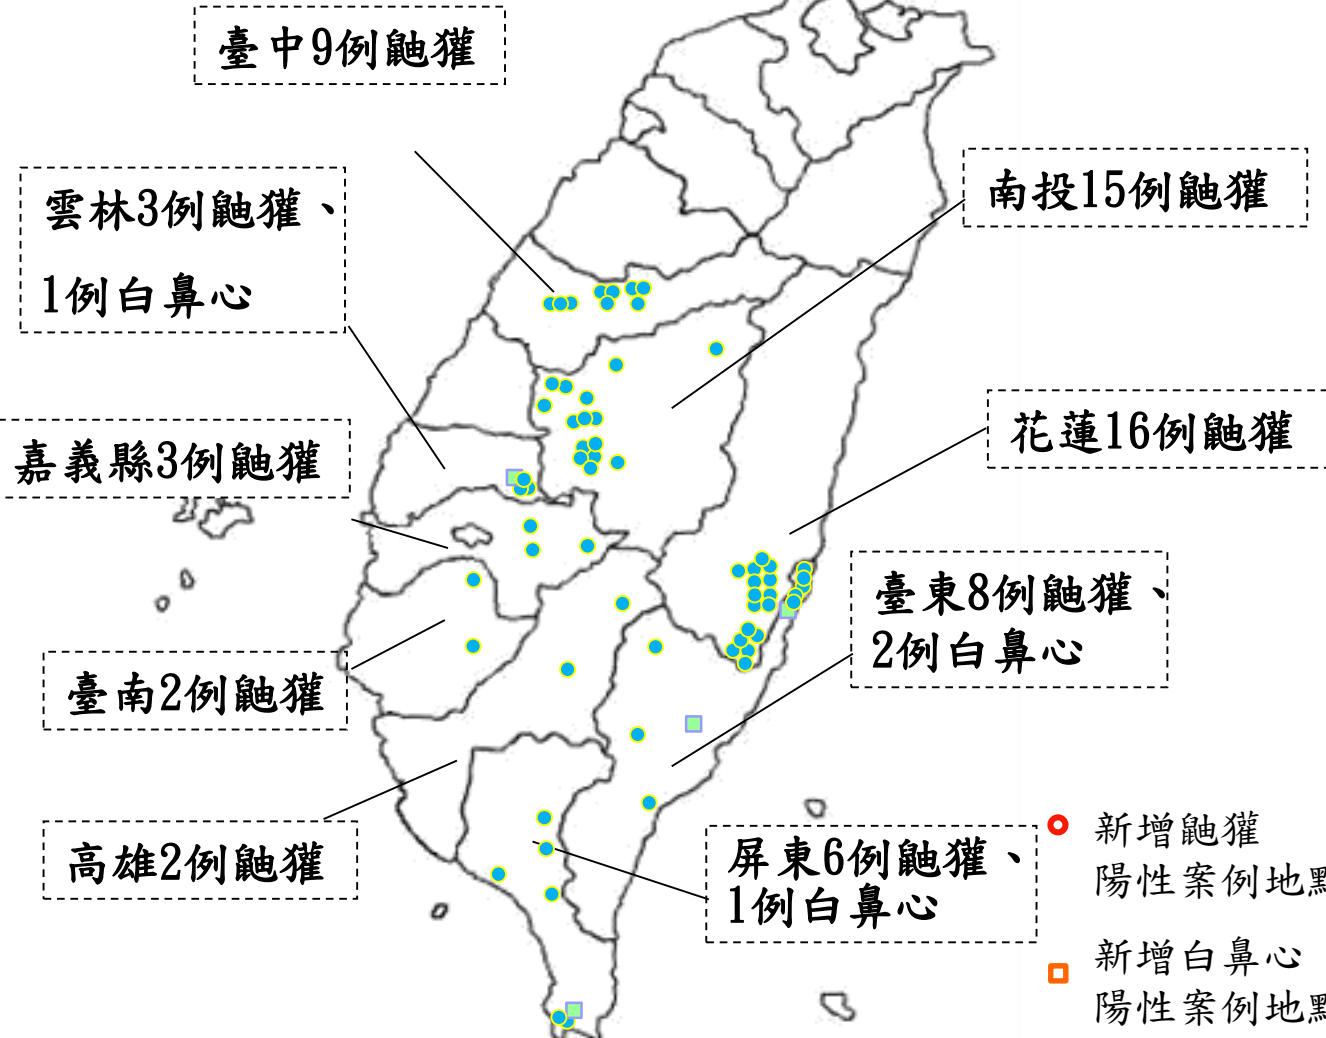 臺中9例鼬獾
雲林3例鼬獾、
1例白鼻心
南投15例鼬獾
嘉義縣3例鼬獾
花蓮16例鼬獾
臺東8例鼬獾、
2例白鼻心
臺南2例鼬獾
高雄2例鼬獾
屏東6例鼬獾、
1例白鼻心
新增鼬獾
陽性案例地點
新增白鼻心
陽性案例地點